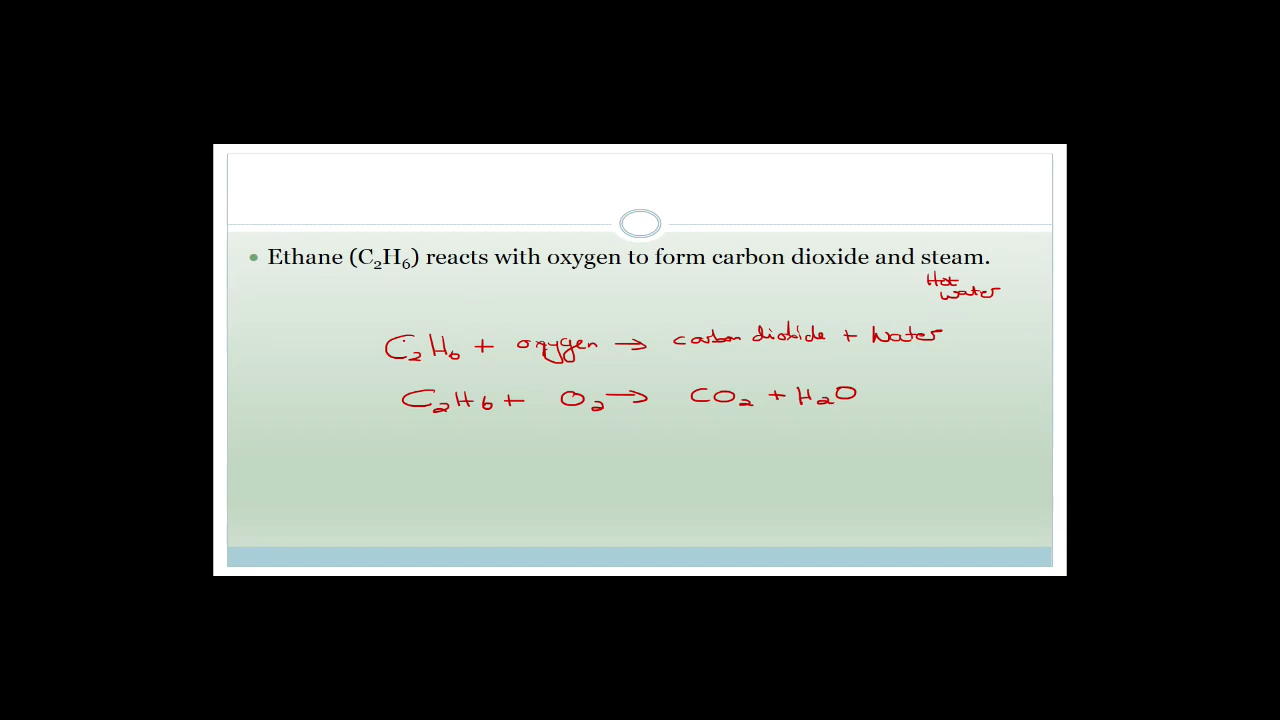 Ethane (C₂H₆) reacts with oxygen to form carbon dioxide and steam.
Hot
water
C₂H₆ + oxygen → carbon dioxide + Water
C₂H₆ + O₂ → CO₂ + H₂O